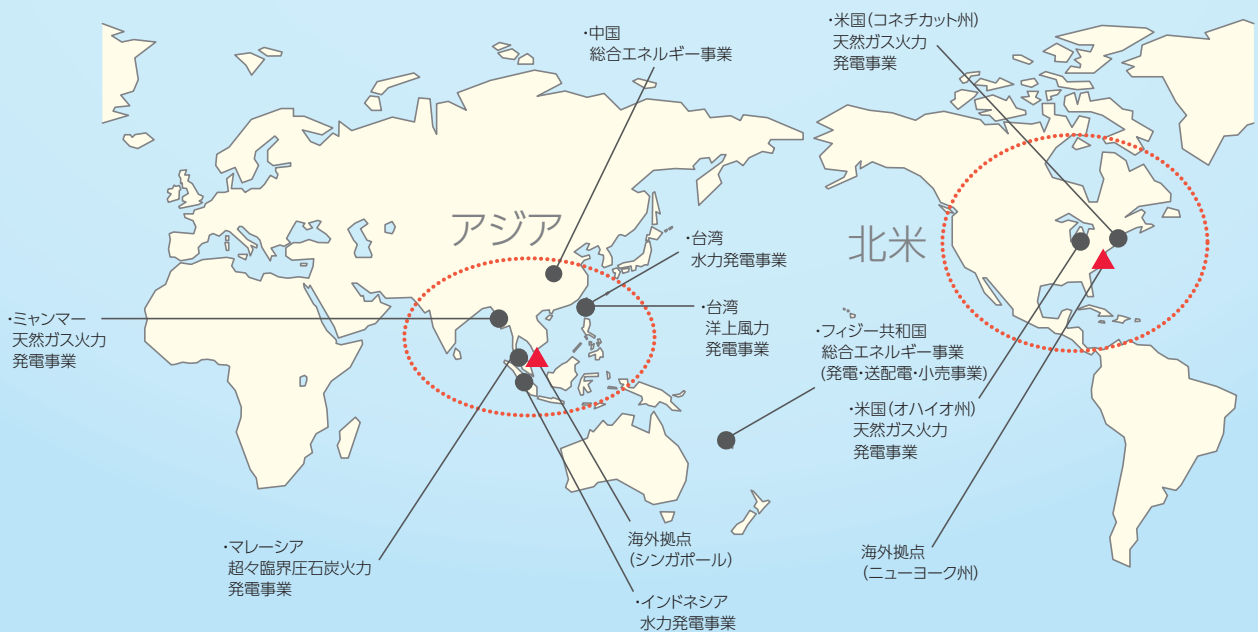 ・中国
総合エネルギー事業
・米国(コネチカット州)
天然ガス火力
発電事業
アジア
北米
・台湾
水力発電事業
・台湾
洋上風力
発電事業
・ミャンマー
天然ガス火力
発電事業
・フィジー共和国
総合エネルギー事業
(発電・送配電・小売事業)
・米国(オハイオ州)
天然ガス火力
発電事業
・マレーシア
超々臨界圧石炭火力
発電事業
海外拠点
(シンガポール)
海外拠点
(ニューヨーク州)
・インドネシア
水力発電事業